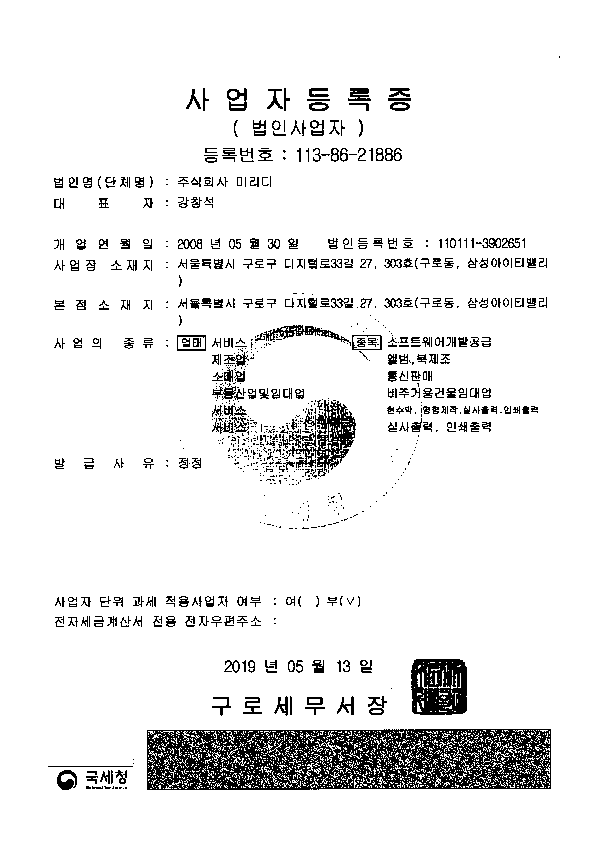 사업자등록증
( 법인사업자 )
등록번호 : 113-86-21886
법인명(단체명) : 주식회사 미리디
대 표 자 : 강창석
개 업 연 월 일 : 2008 년 05 월 30 일 법인등록번호 : 110111-3902651
사업장 소재지 : 서울특별시 구로구 디지털로33길 27, 303호(구로동, 삼성아이티밸리
)
본 점 소 재 지 : 서울특별시 구로구 디지털로33길 27, 303호(구로동, 삼성아이티밸리
)
사 업 의 종 류 : 업태 서비스 종목 소프트웨어개발공급
제조업 앨범,북제조
소매업 통신판매
부동산업및임대업 비주거용건물임대업
서비스 현수막, 명함제작,실사출력,인쇄출력
서비스 실사출력, 인쇄출력
발 급 사 유 : 정정
사업자 단위 과세 적용사업자 여부 : 여( ) 부(∨)
전자세금계산서 전용 전자우편주소 :
2019 년 05 월 13 일
구로세무서장
국세청